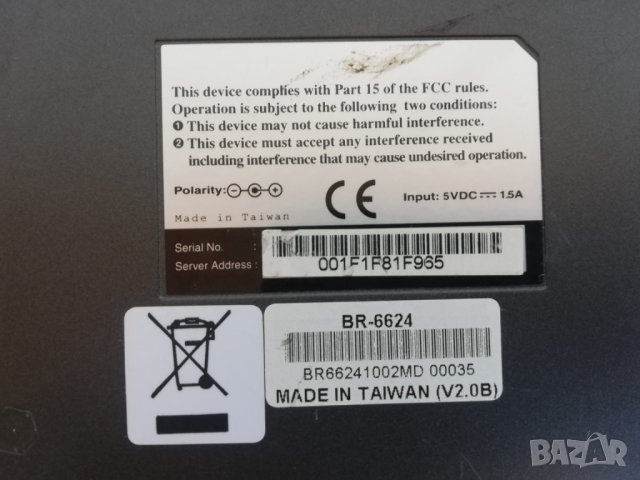 This device complies with Part 15 of the FCC rules.
Operation is subject to the following two conditions:
❶ This device may not cause harmful interference.
❷ This device must accept any interference received
including interference that may cause undesired operation.
Polarity: CE Input: 5VDC 1.5A
Made in Taiwan
Serial No. :
Server Address :
001F1F81F965
BR-6624
BR66241002MD 00035
MADE IN TAIWAN (V2.0B)
BAZAR